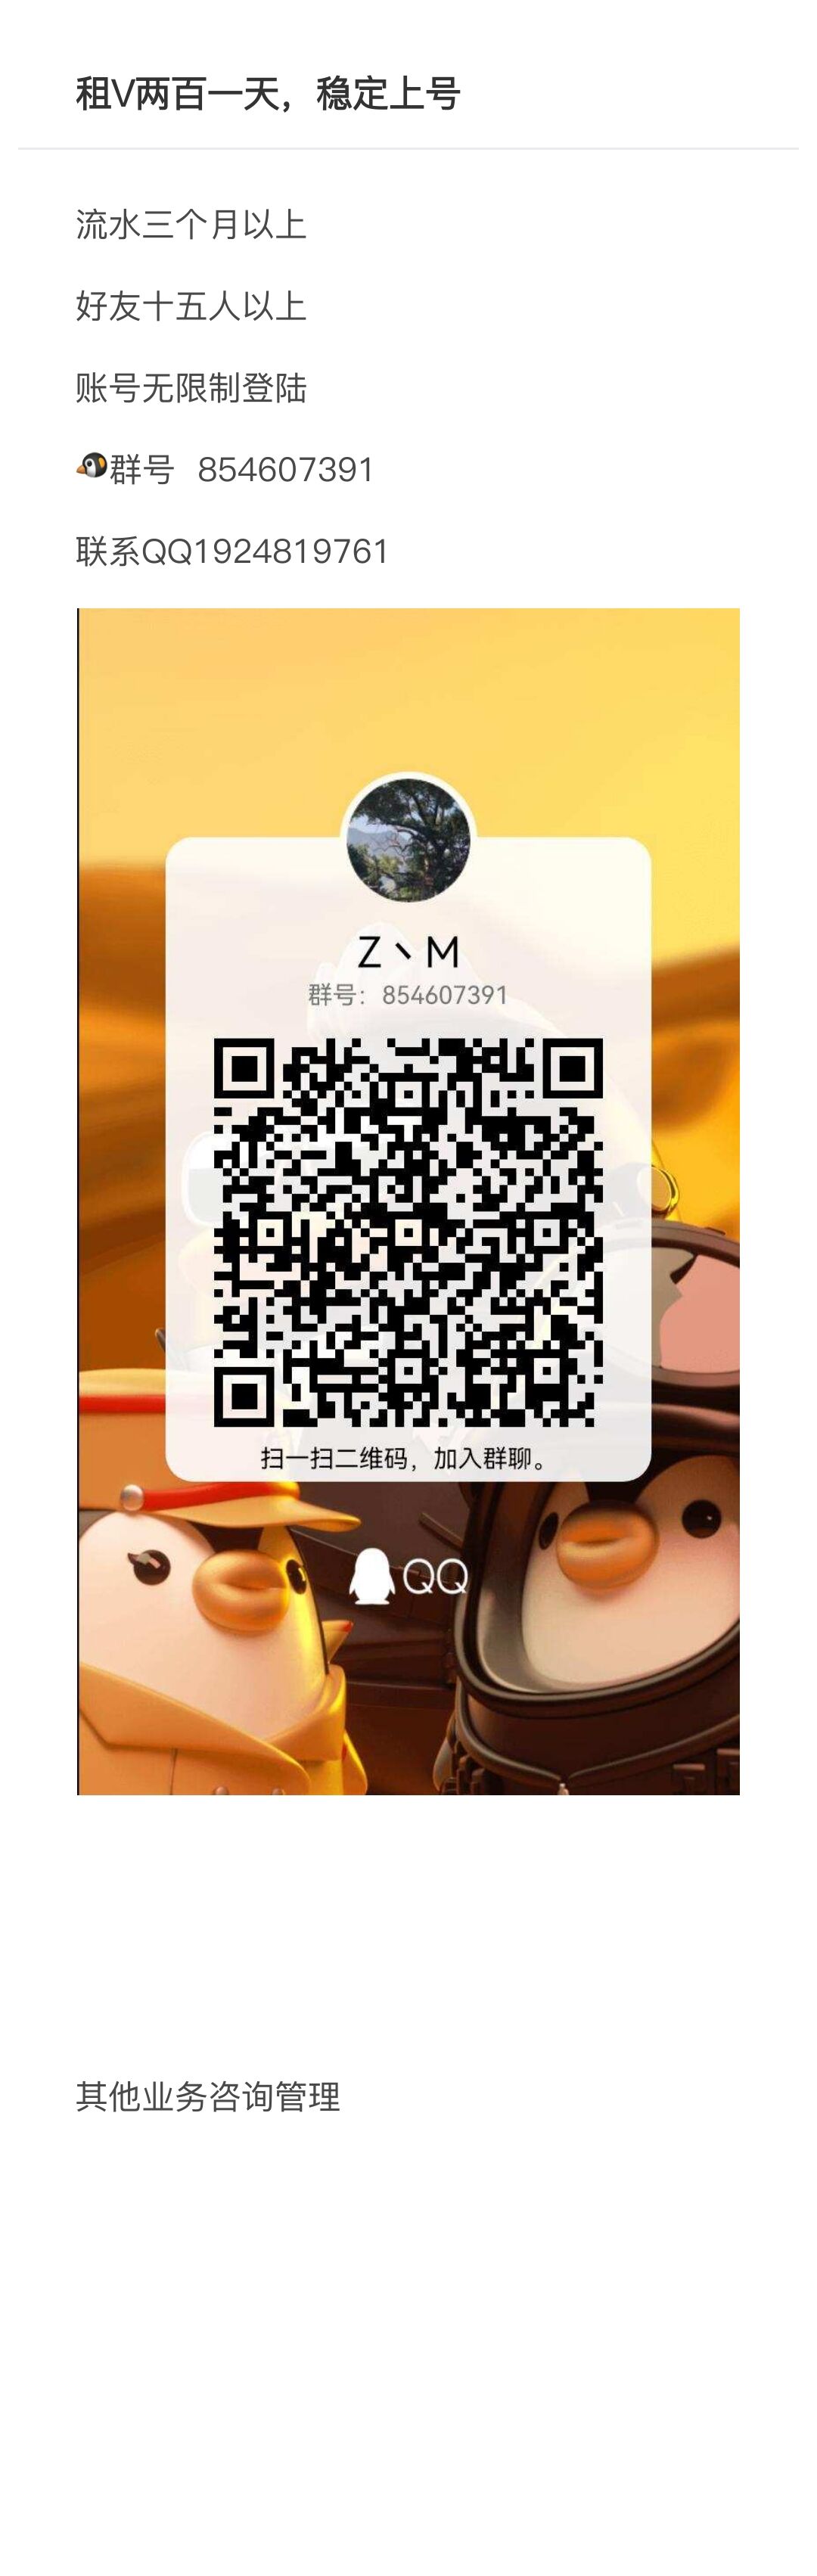 租V两百一天，稳定上号
流水三个月以上
好友十五人以上
账号无限制登陆
🐧群号 854607391
联系QQ1924819761
Z丶M
群号：854607391
扫一扫二维码，加入群聊。
QQ
其他业务咨询管理